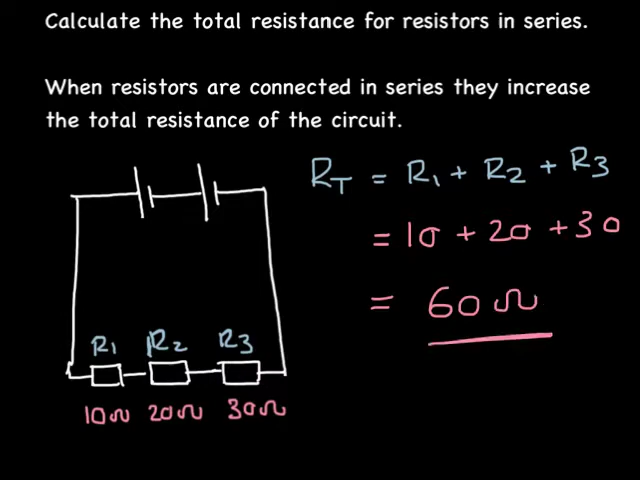 Calculate the total resistance for resistors in series.
When resistors are connected in series they increase
the total resistance of the circuit.
RT = R1 + R2 + R3
= 10 + 20 + 30
= 60 Ω
R1 R2 R3
10Ω 20Ω 30Ω